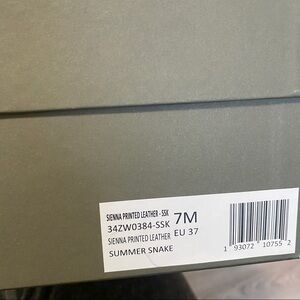 SIENNA PRINTED LEATHER - SSK 7M
34ZW0384-SSK
SIENNA PRINTED LEATHER EU 37
SUMMER SNAKE
1 93072 10755 2